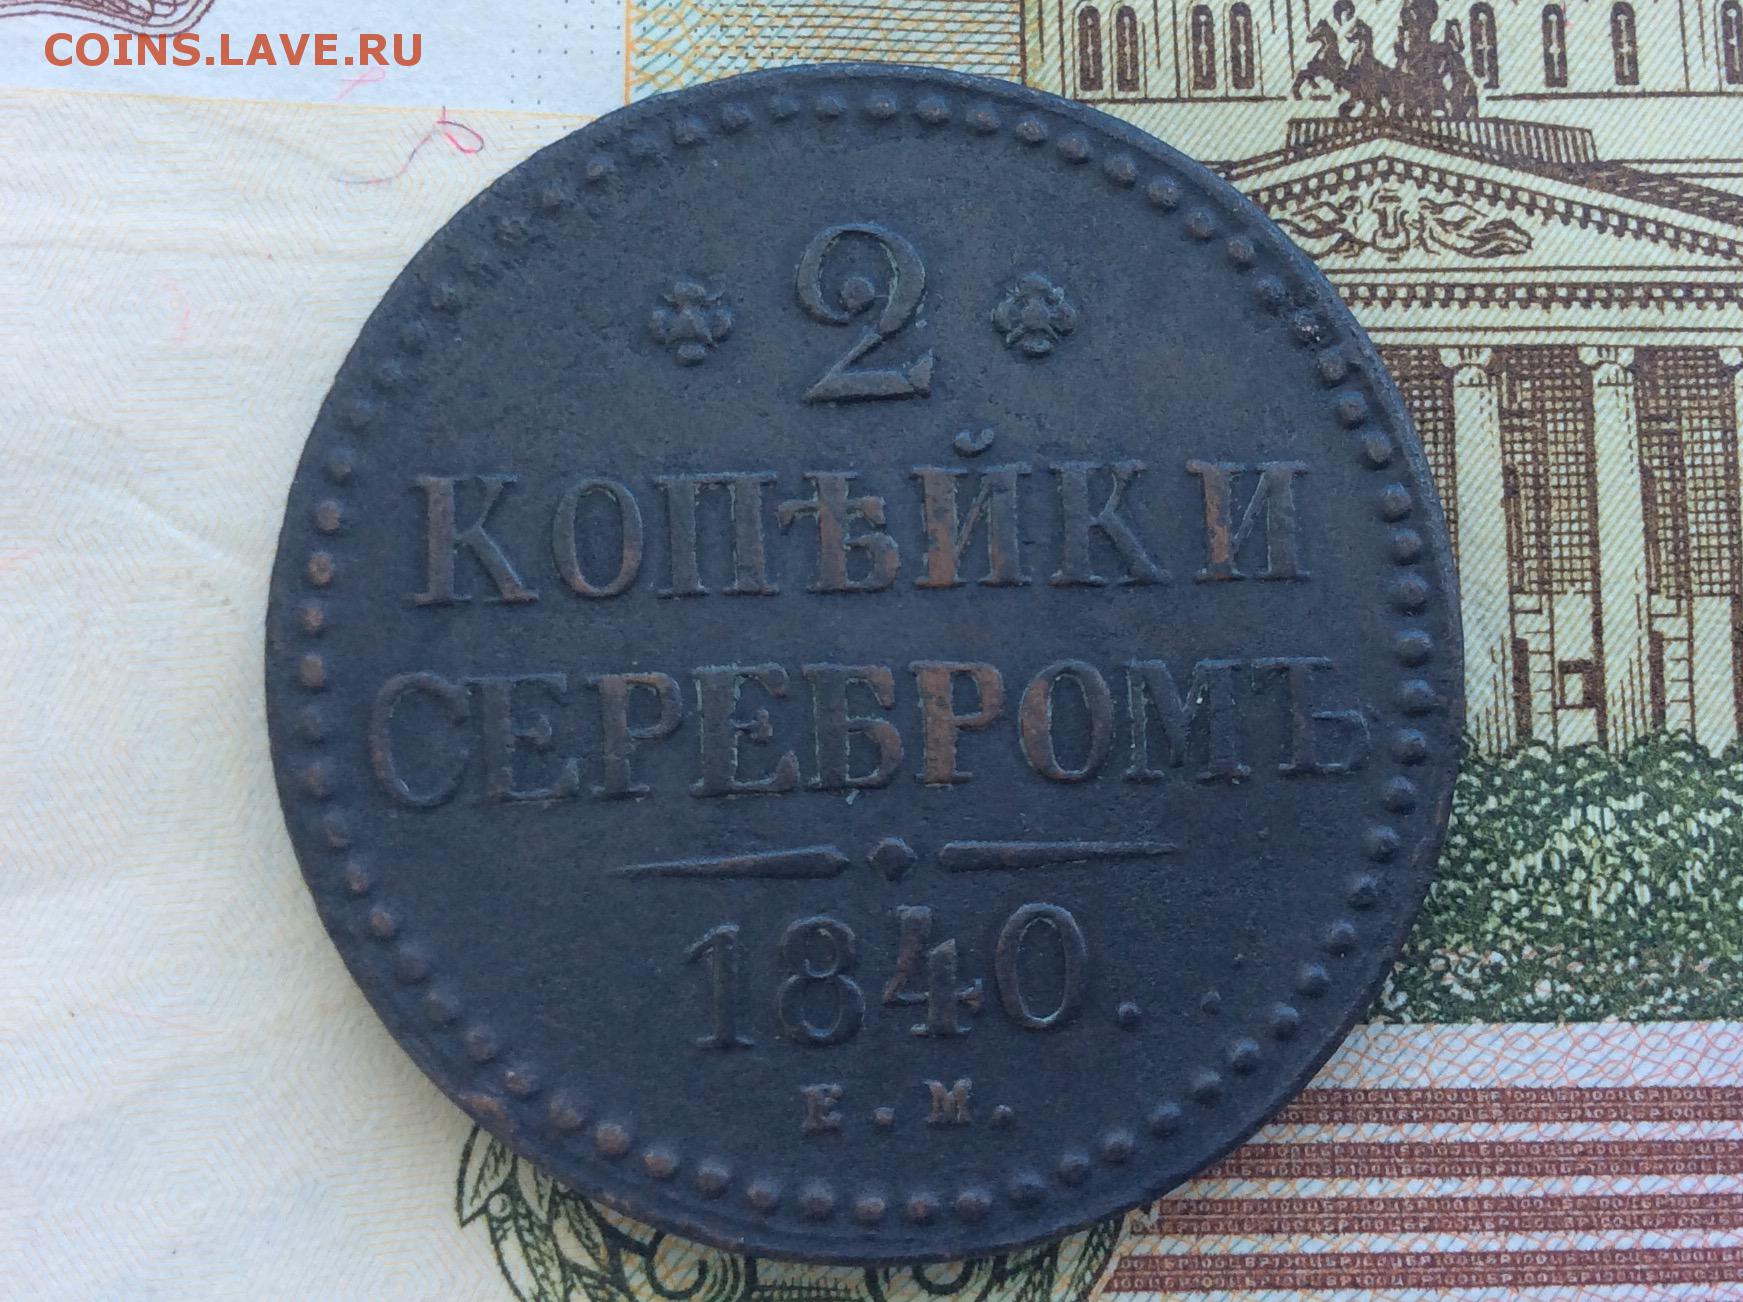 COINS.LAVE.RU
2
КОПѢЙКИ
СЕРЕБРОМЪ
1840.
Е.М.